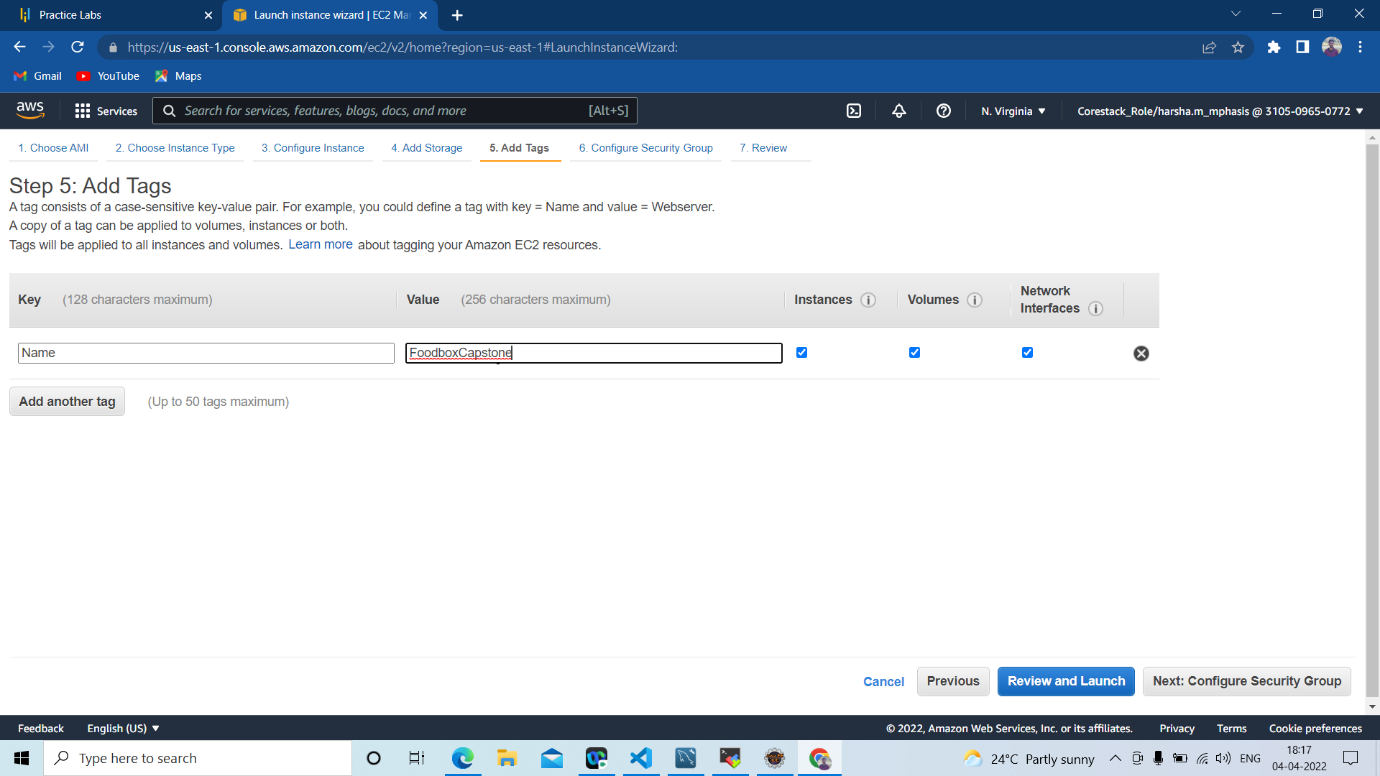 Practice Labs
Launch instance wizard | EC2 Mar
https://us-east-1.console.aws.amazon.com/ec2/v2/home?region=us-east-1#LaunchInstanceWizard:
Gmail YouTube Maps
aws Services Search for services, features, blogs, docs, and more [Alt+S] N. Virginia ▼ Corestack_Role/harsha.m_mphasis @ 3105-0965-0772 ▼
1. Choose AMI 2. Choose Instance Type 3. Configure Instance 4. Add Storage 5. Add Tags 6. Configure Security Group 7. Review
Step 5: Add Tags
A tag consists of a case-sensitive key-value pair. For example, you could define a tag with key = Name and value = Webserver.
A copy of a tag can be applied to volumes, instances or both.
Tags will be applied to all instances and volumes. Learn more about tagging your Amazon EC2 resources.
Key (128 characters maximum) Value (256 characters maximum) Instances i Volumes i Network Interfaces i
Name FoodboxCapstone
Add another tag (Up to 50 tags maximum)
Cancel Previous Review and Launch Next: Configure Security Group
Feedback English (US) ▼ © 2022, Amazon Web Services, Inc. or its affiliates. Privacy Terms Cookie preferences
Type here to search 24°C Partly sunny ENG 18:17
04-04-2022